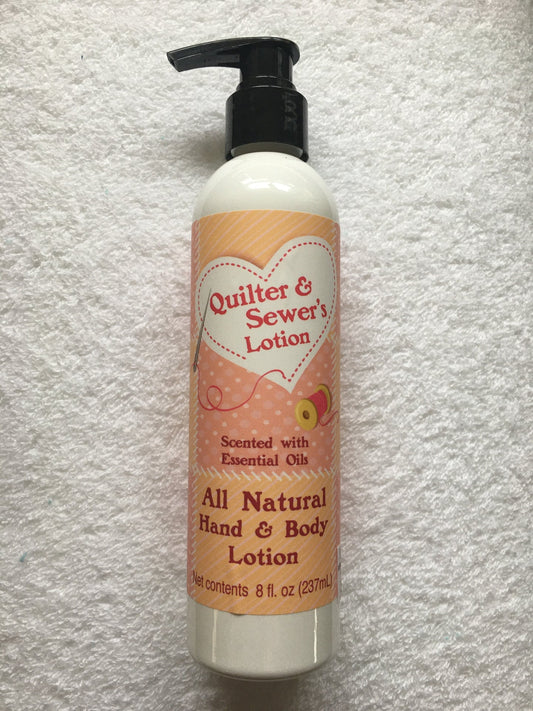 Quilter &
Sewer's
Lotion
Scented with
Essential Oils
All Natural
Hand & Body
Lotion
Net contents 8 fl. oz (237mL)